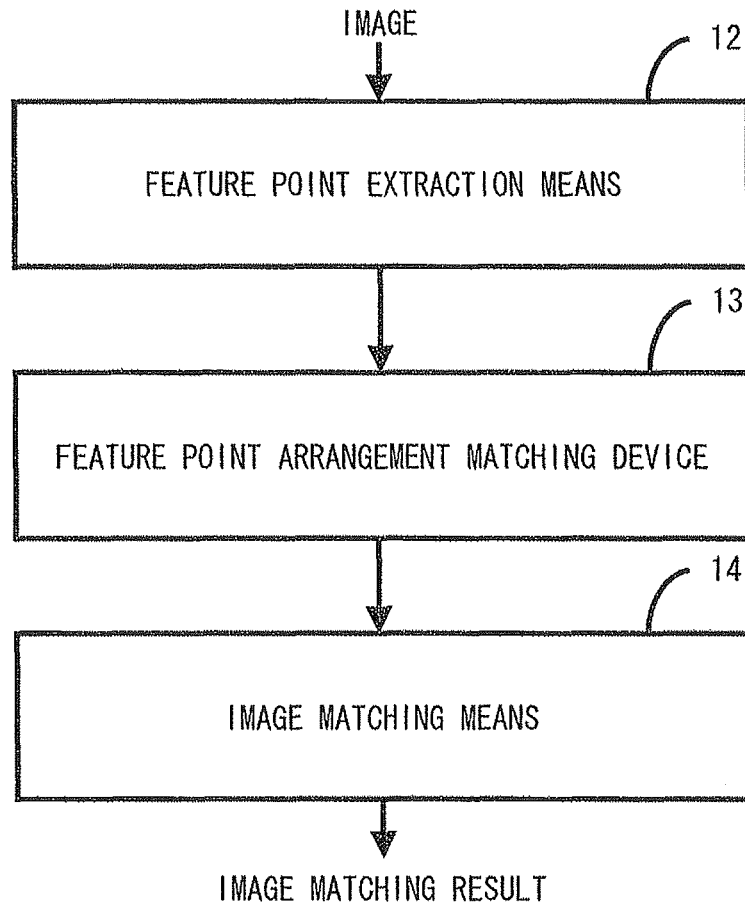 IMAGE
12
FEATURE POINT EXTRACTION MEANS
13
FEATURE POINT ARRANGEMENT MATCHING DEVICE
14
IMAGE MATCHING MEANS
IMAGE MATCHING RESULT